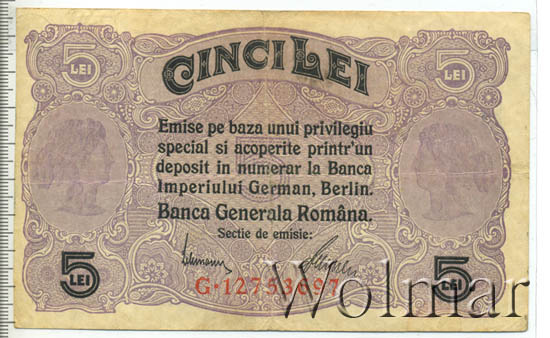 5 LEI
CINCI LEI
5 LEI
Emise pe baza unui privilegiu
special si acoperite printr'un
deposit in numerar la Banca
Imperiului German, Berlin.
Banca Generala Română.
Sectie de emisie:
G·12753697
5 LEI
5 LEI
Wolmar